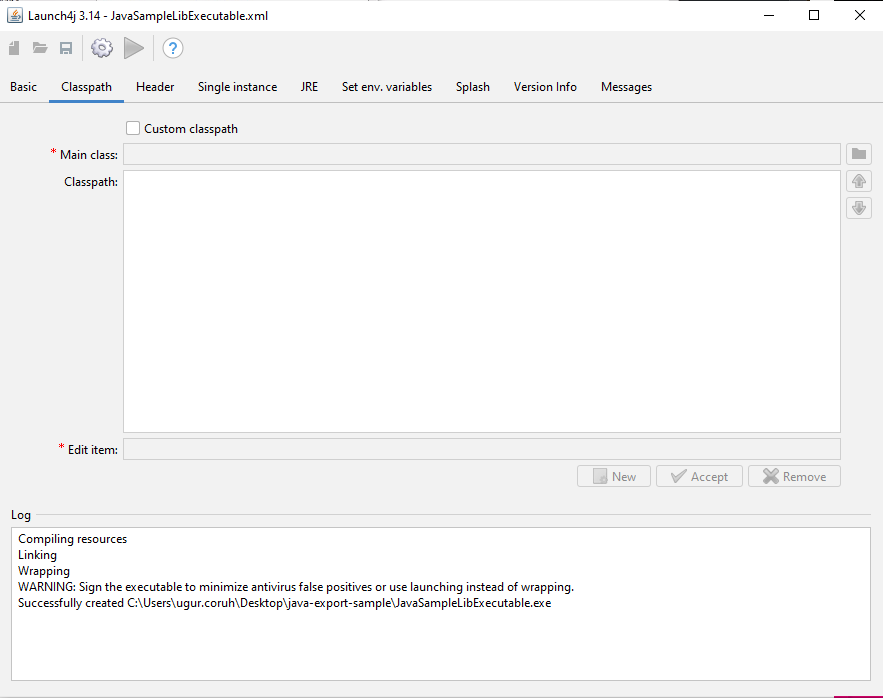 Launch4j 3.14 - JavaSampleLibExecutable.xml
?
Basic Classpath Header Single instance JRE Set env. variables Splash Version Info Messages
Custom classpath
* Main class:
Classpath:
* Edit item:
New Accept Remove
Log
Compiling resources
Linking
Wrapping
WARNING: Sign the executable to minimize antivirus false positives or use launching instead of wrapping.
Successfully created C:\Users\ugur.coruh\Desktop\java-export-sample\JavaSampleLibExecutable.exe